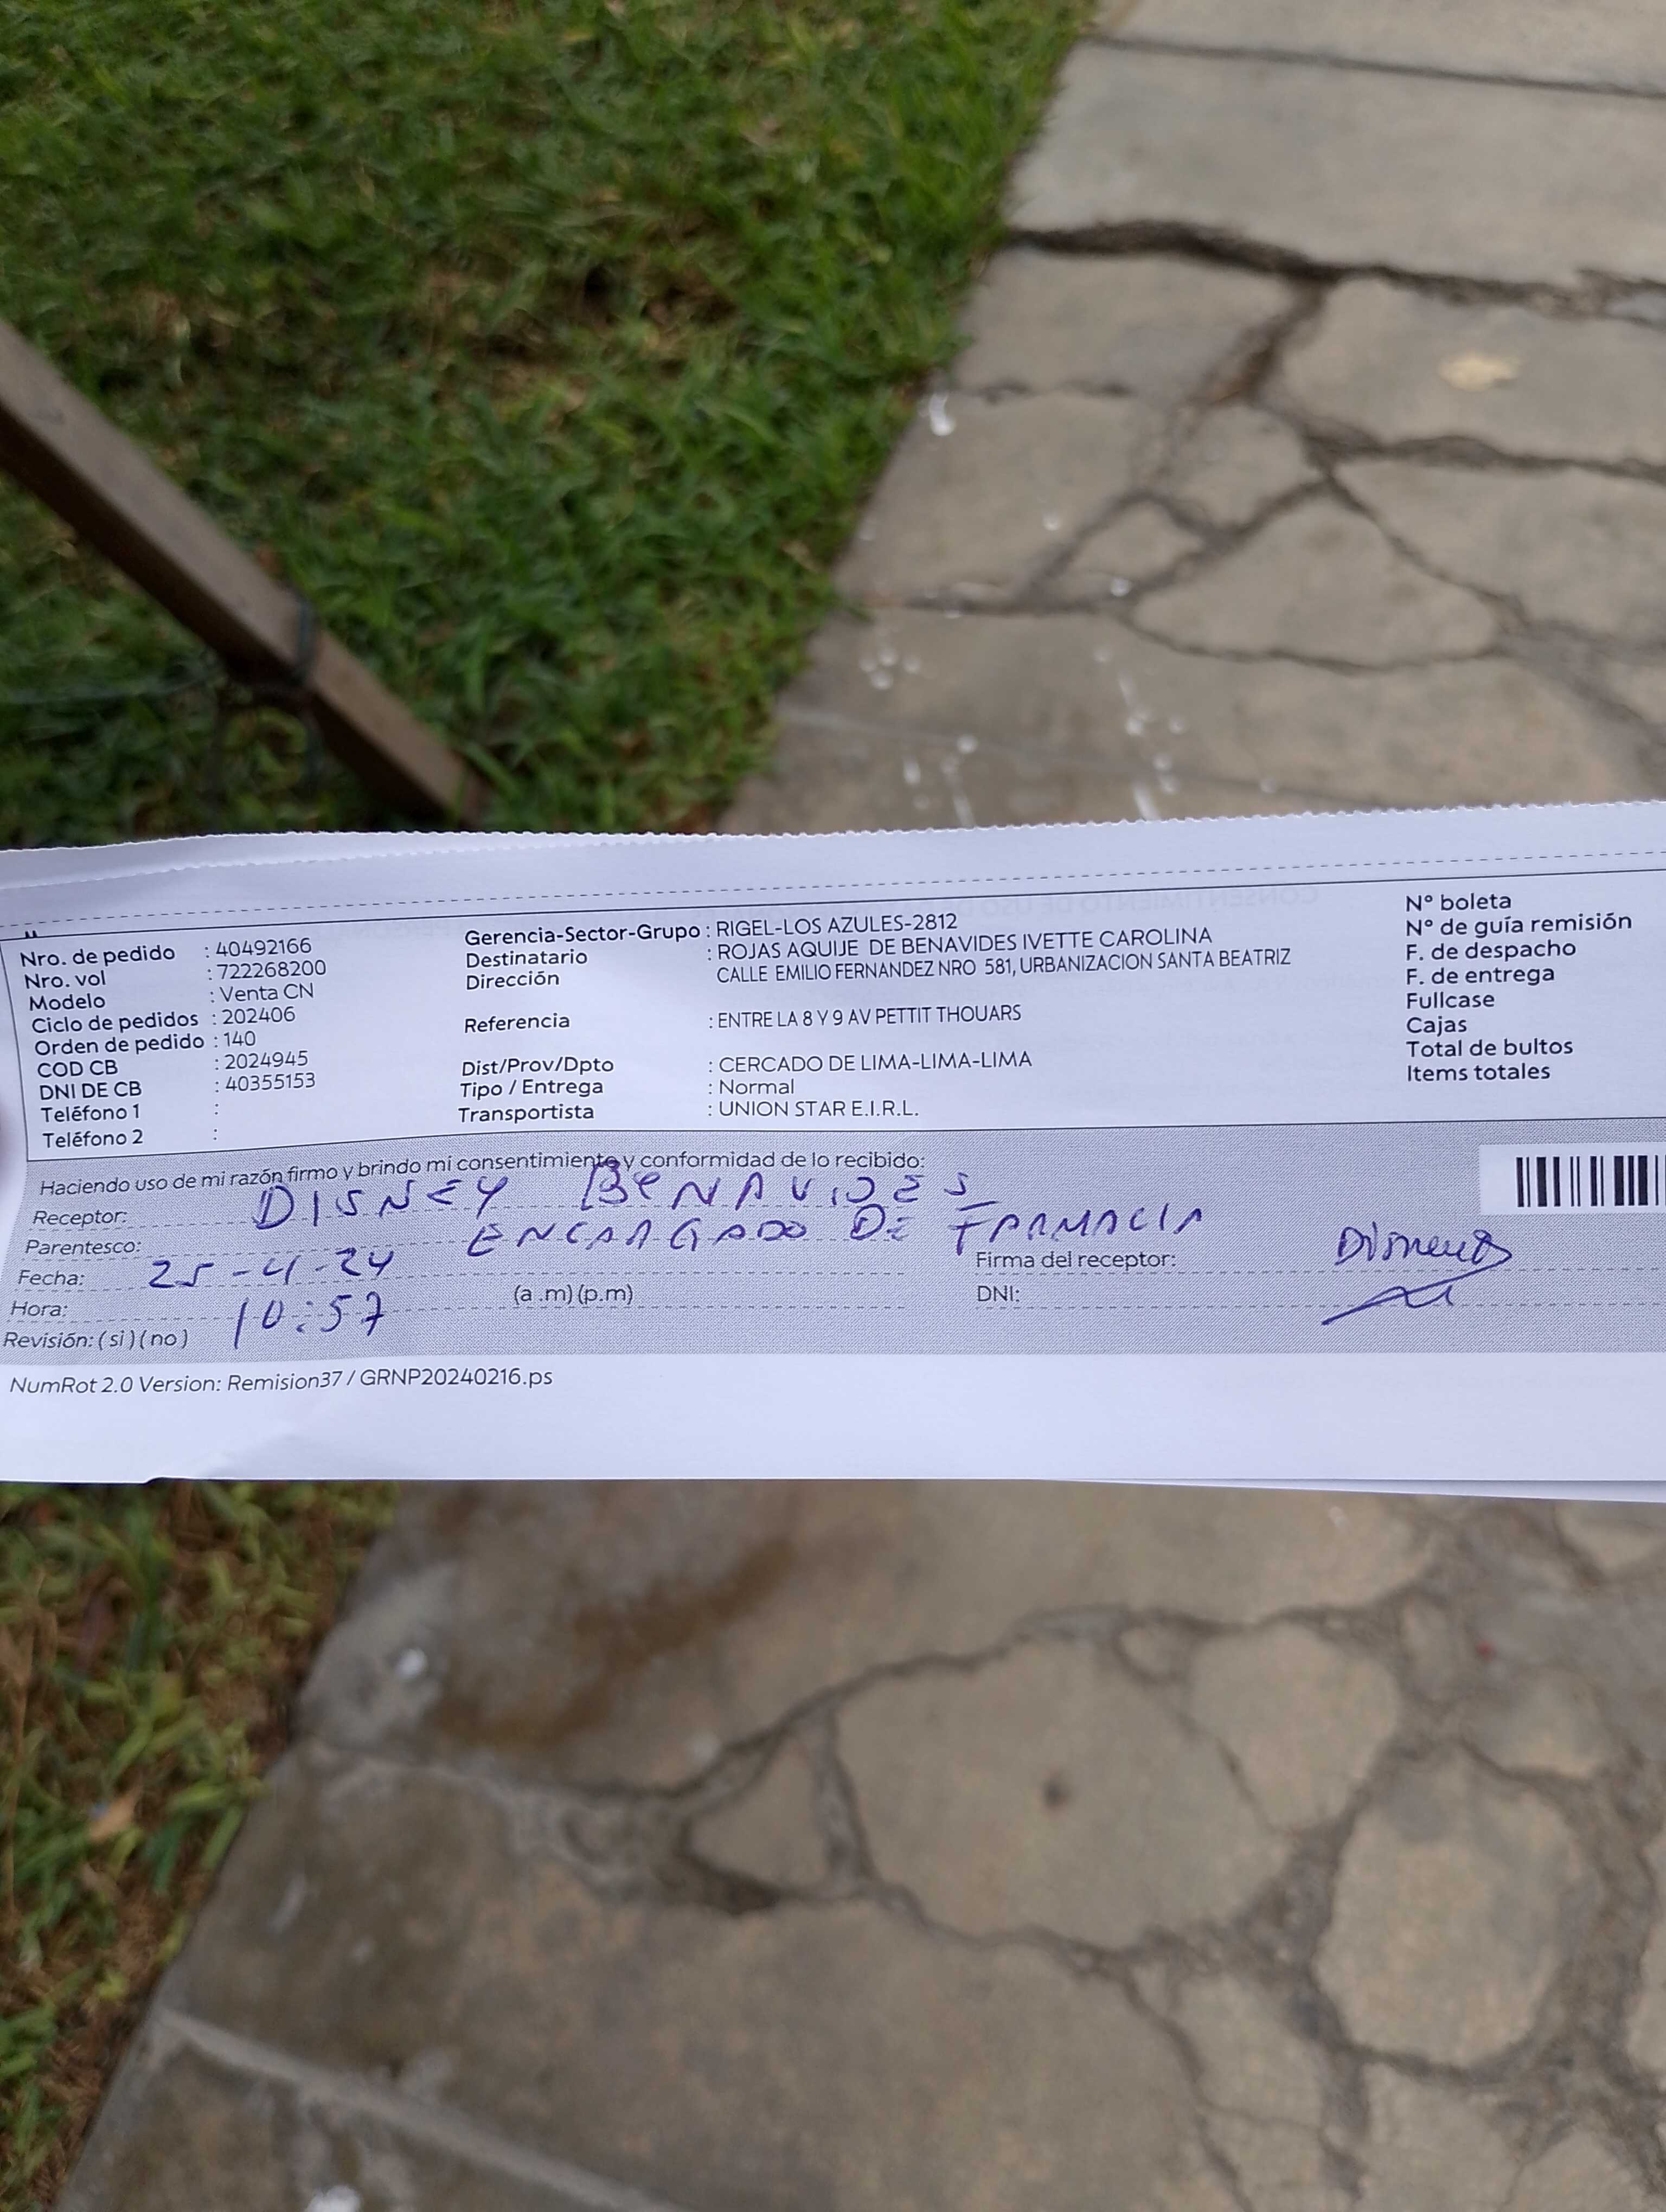 Nro. de pedido : 40492166
Nro. vol : 722268200
Modelo : Venta CN
Ciclo de pedidos : 202406
Orden de pedido : 140
COD CB : 2024945
DNI DE CB : 40355153
Teléfono 1 :
Teléfono 2 :
Gerencia-Sector-Grupo : RIGEL-LOS AZULES-2812
Destinatario : ROJAS AQUIJE DE BENAVIDES IVETTE CAROLINA
Dirección CALLE EMILIO FERNANDEZ NRO 581, URBANIZACION SANTA BEATRIZ
Referencia : ENTRE LA 8 Y 9 AV PETTIT THOUARS
Dist/Prov/Dpto : CERCADO DE LIMA-LIMA-LIMA
Tipo / Entrega : Normal
Transportista : UNION STAR E.I.R.L.
N° boleta
N° de guía remisión
F. de despacho
F. de entrega
Fullcase
Cajas
Total de bultos
Items totales
Haciendo uso de mi razón firmo y brindo mi consentimiento y conformidad de lo recibido:
Receptor: DISNEY BENAVIDES
Parentesco: ENCARGADO DE FARMACIA
Fecha: 25-4-24
Firma del receptor:
Hora: 10:57 (a .m) (p.m)
DNI:
Revisión: ( si ) ( no )
NumRot 2.0 Version: Remision37 / GRNP20240216.ps